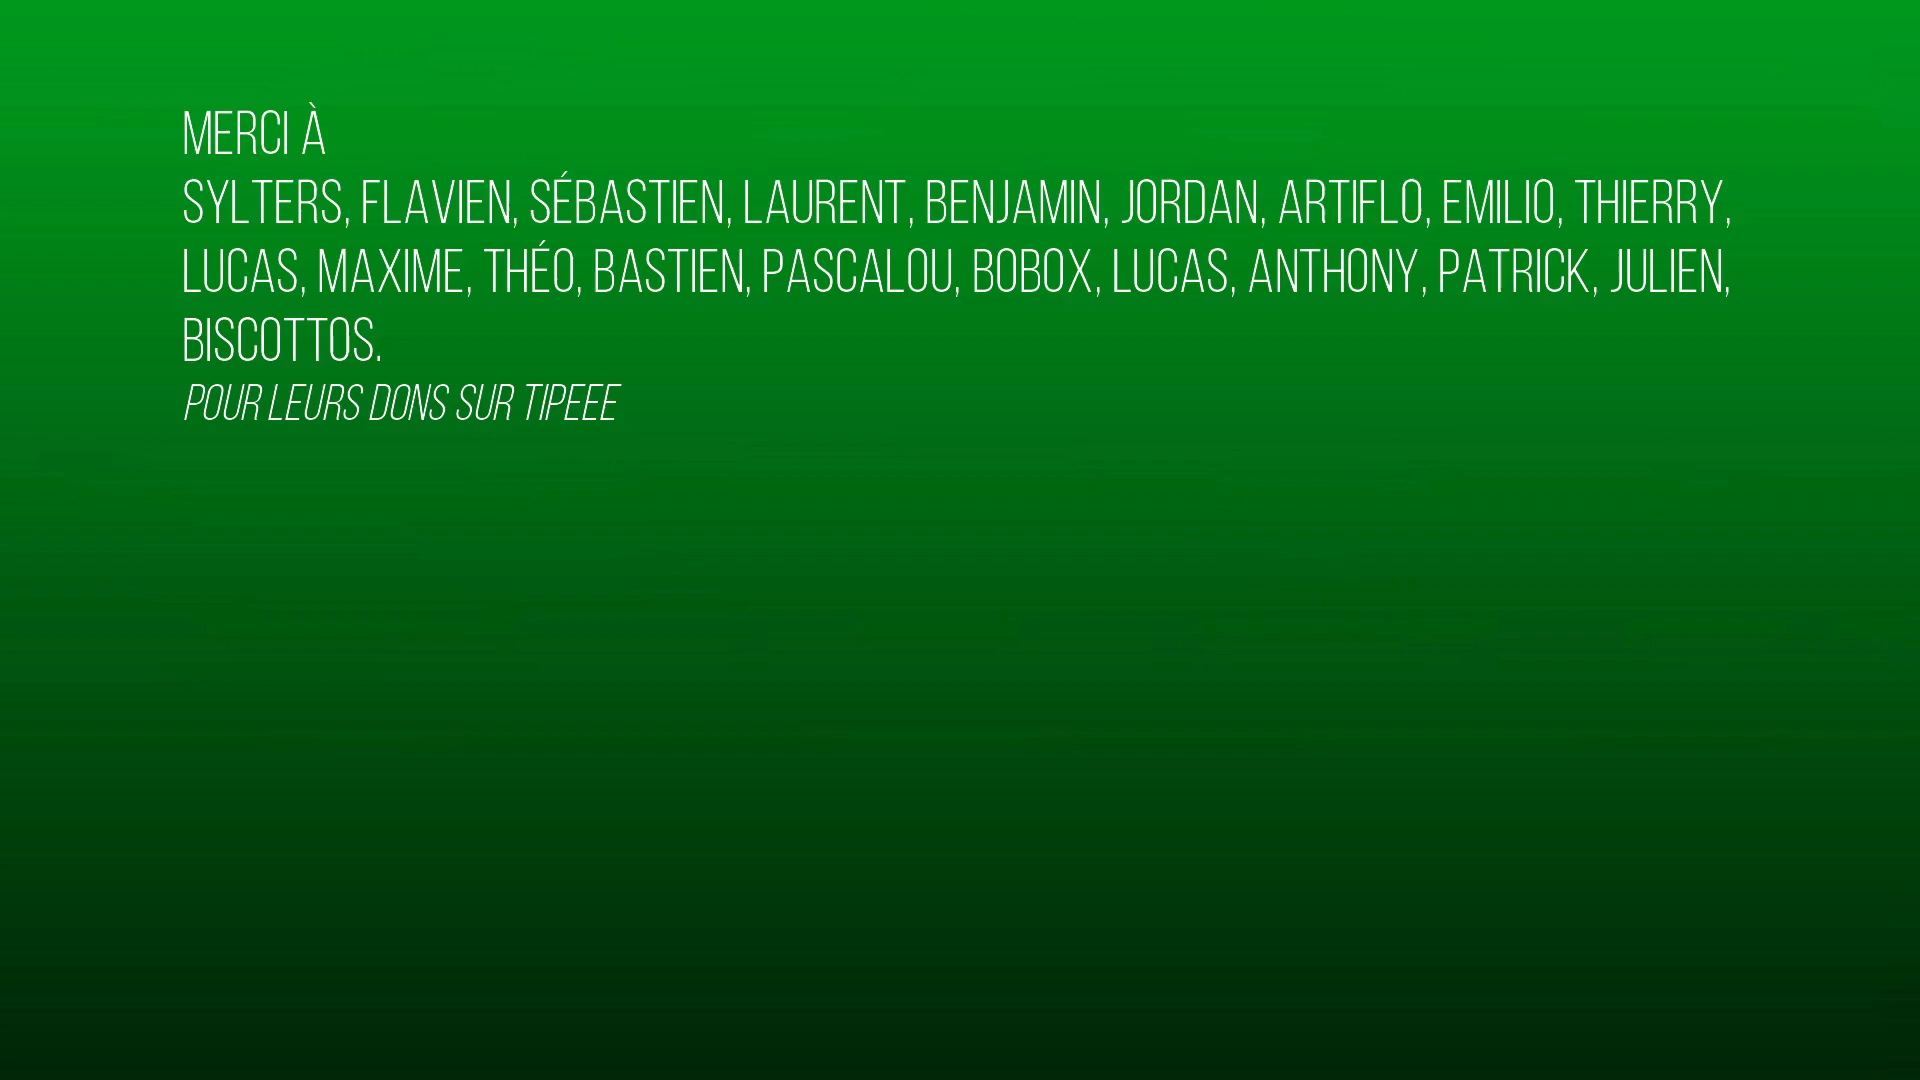 MERCI À
SYLTERS, FLAVIEN, SÉBASTIEN, LAURENT, BENJAMIN, JORDAN, ARTIFLO, EMILIO, THIERRY,
LUCAS, MAXIME, THÉO, BASTIEN, PASCALOU, BOBOX, LUCAS, ANTHONY, PATRICK, JULIEN,
BISCOTTOS.
POUR LEURS DONS SUR TIPEEE